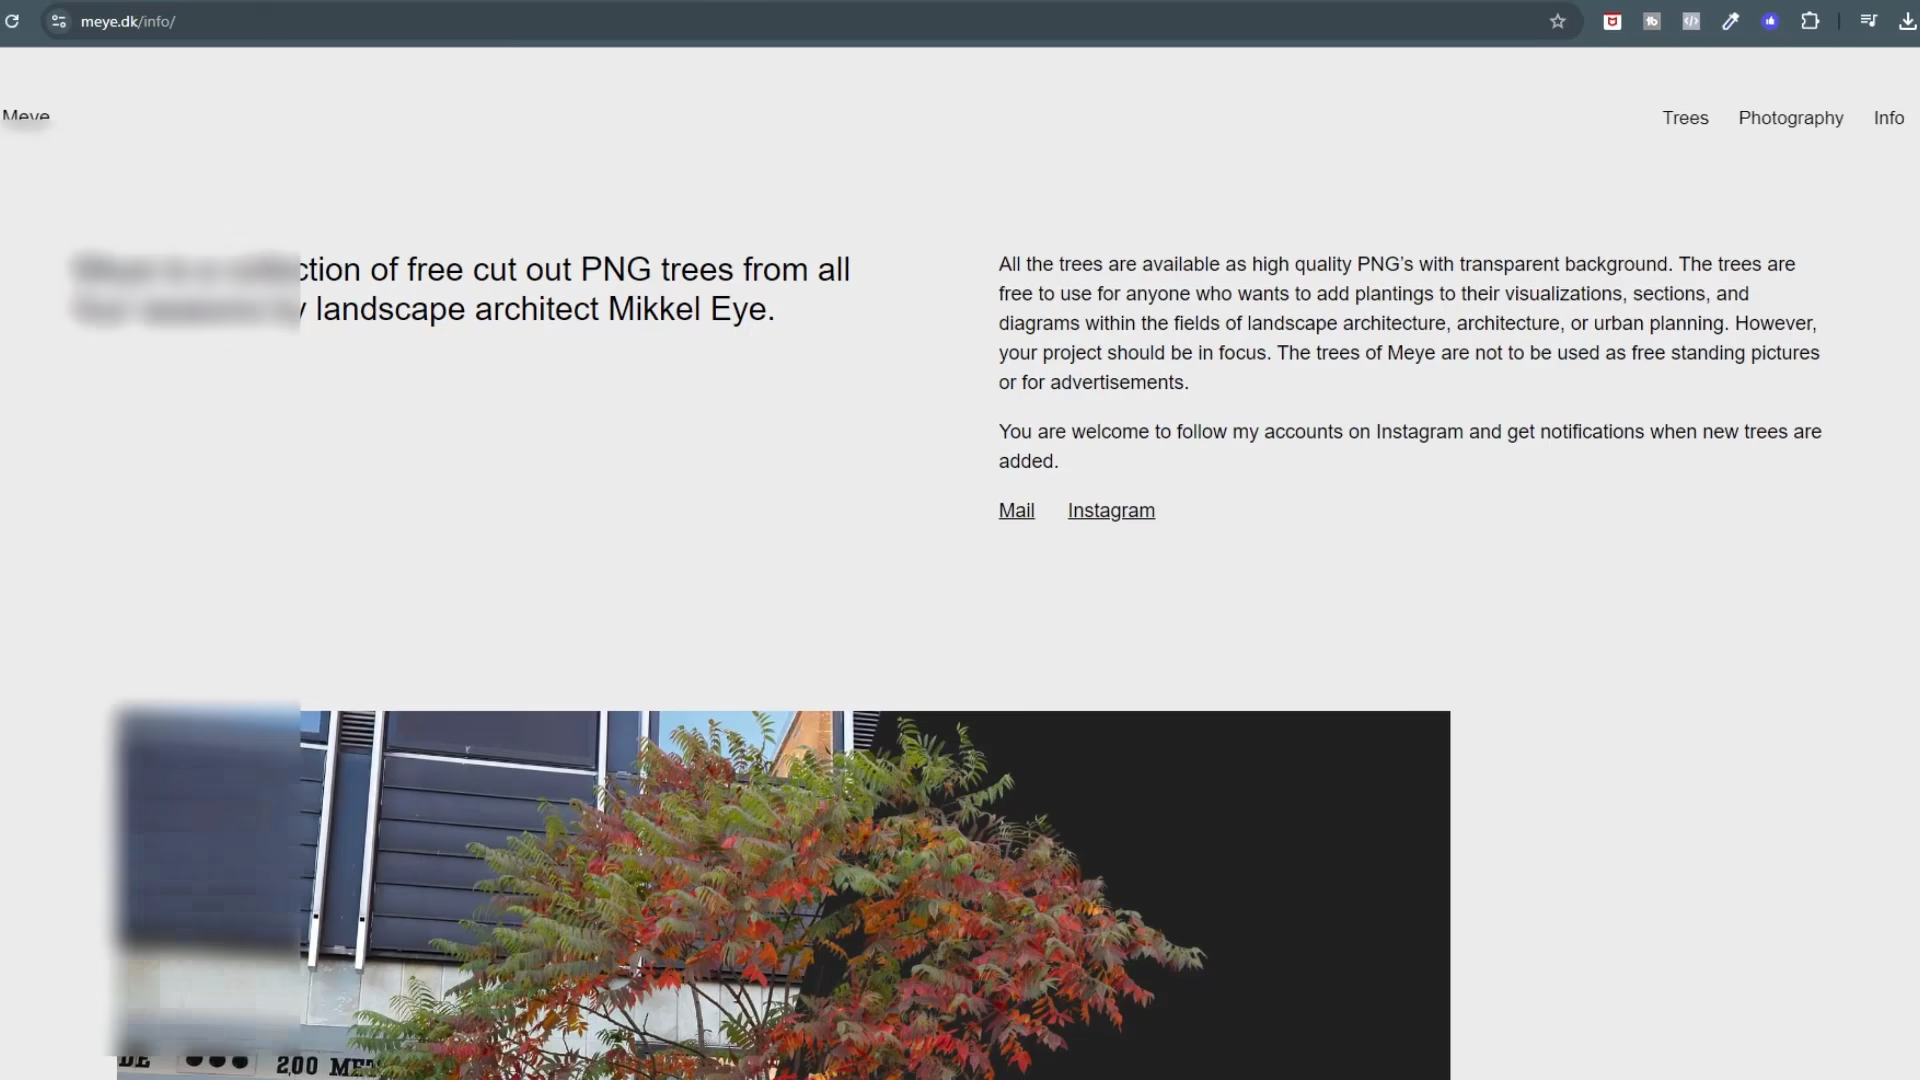 meye.dk/info/
Meye
Trees Photography Info
ction of free cut out PNG trees from all
landscape architect Mikkel Eye.
All the trees are available as high quality PNG’s with transparent background. The trees are
free to use for anyone who wants to add plantings to their visualizations, sections, and
diagrams within the fields of landscape architecture, architecture, or urban planning. However,
your project should be in focus. The trees of Meye are not to be used as free standing pictures
or for advertisements.
You are welcome to follow my accounts on Instagram and get notifications when new trees are
added.
Mail Instagram
200